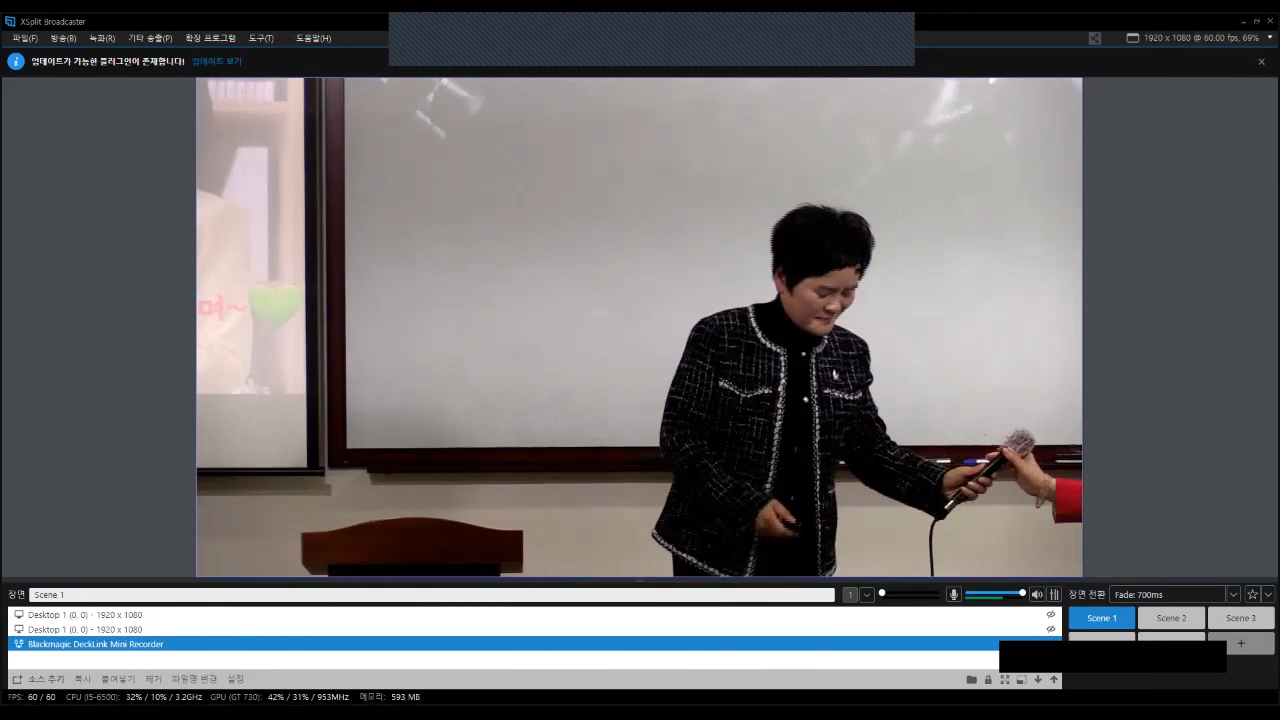 XSplit Broadcaster
파일(F) 방송(B) 녹화(R) 기타 송출(P) 확장 프로그램 도구(T) 도움말(H) 1920 x 1080 @ 60.00 fps, 69%
업데이트가 가능한 플러그인이 존재합니다! 업데이트 보기
며~
장면 Scene 1 1 장면 전환 Fade: 700ms
Desktop 1 (0, 0) - 1920 x 1080
Desktop 1 (0, 0) - 1920 x 1080
Blackmagic DeckLink Mini Recorder
Scene 1 Scene 2 Scene 3
소스 추가 복사 붙여넣기 제거 파일명 변경 설정
FPS: 60 / 60 CPU (I5-6500): 32% / 10% / 3.2GHz GPU (GT 730): 42% / 31% / 953MHz 메모리: 593 MB